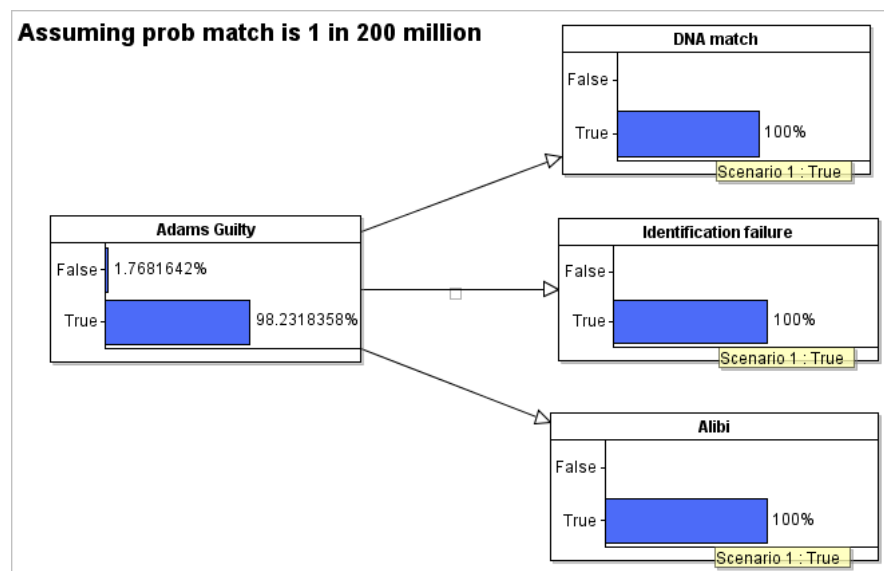 Assuming prob match is 1 in 200 million
DNA match
False
True
100%
Scenario 1 : True
Adams Guilty
False
1.7681642%
True
98.2318358%
Identification failure
False
True
100%
Scenario 1 : True
Alibi
False
True
100%
Scenario 1 : True